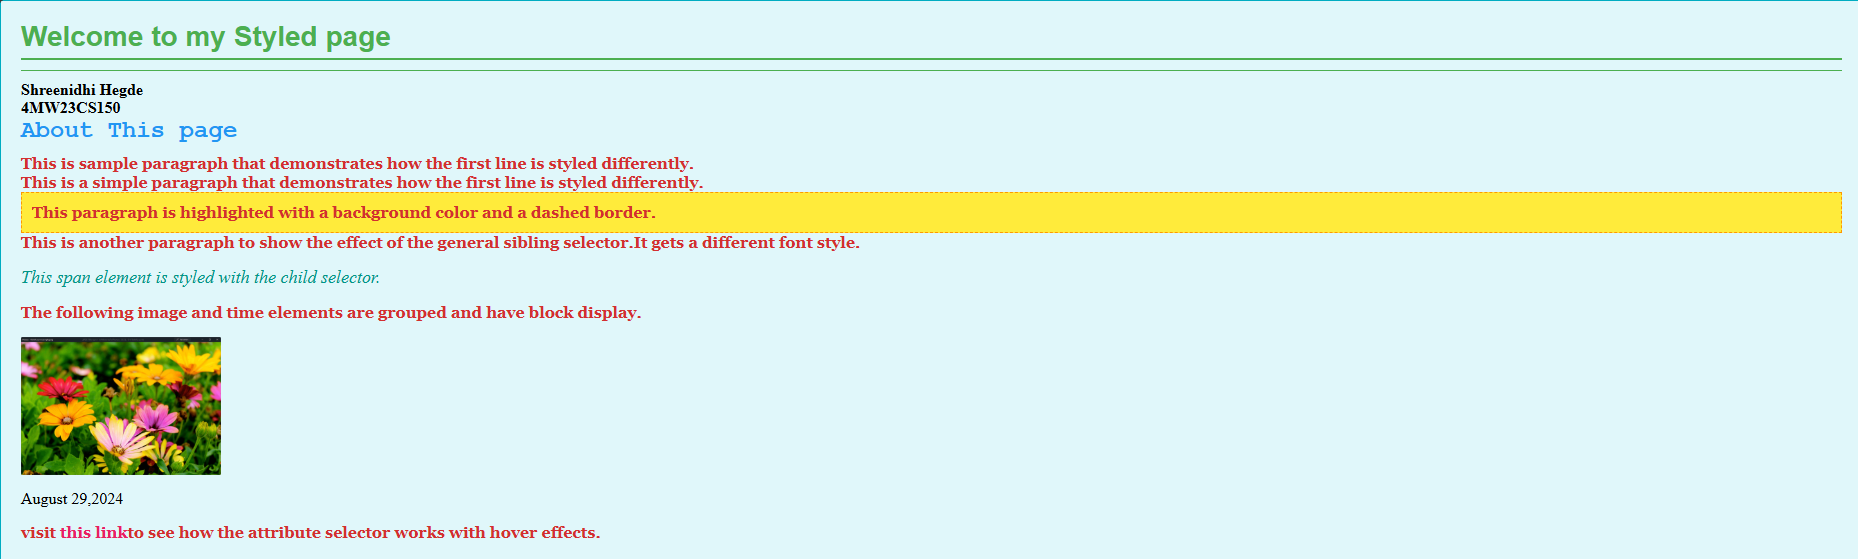 Welcome to my Styled page
Shreenidhi Hegde
4MW23CS150
About This page
This is sample paragraph that demonstrates how the first line is styled differently.
This is a simple paragraph that demonstrates how the first line is styled differently.
This paragraph is highlighted with a background color and a dashed border.
This is another paragraph to show the effect of the general sibling selector.It gets a different font style.
This span element is styled with the child selector.
The following image and time elements are grouped and have block display.
August 29,2024
visit this linkto see how the attribute selector works with hover effects.